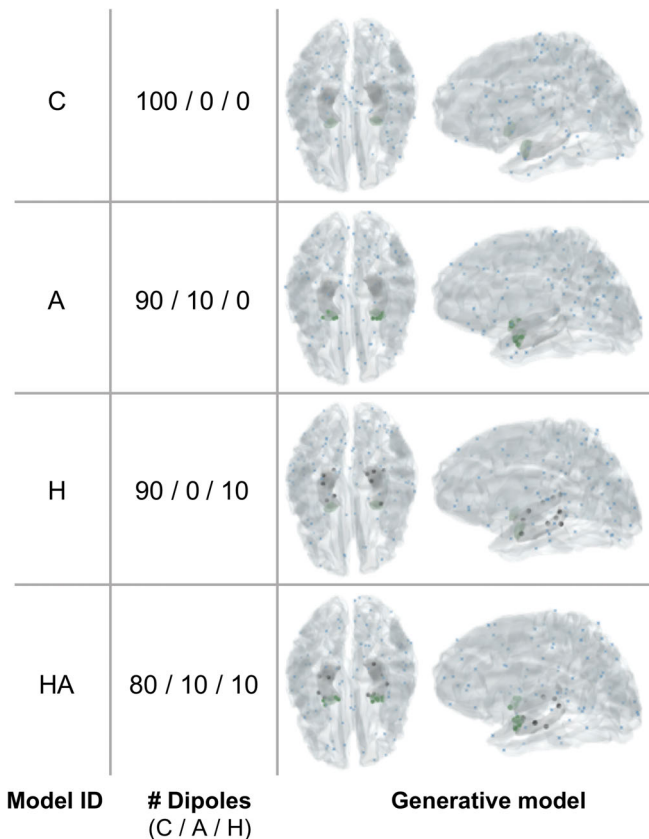 C 100 / 0 / 0
A 90 / 10 / 0
H 90 / 0 / 10
HA 80 / 10 / 10
Model ID # Dipoles Generative model
(C / A / H)